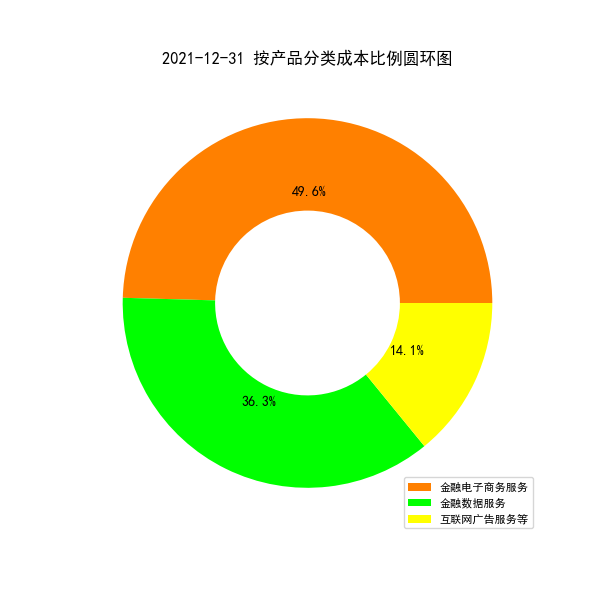 2021-12-31 按产品分类成本比例圆环图
49.6%
14.1%
36.3%
金融电子商务服务
金融数据服务
互联网广告服务等